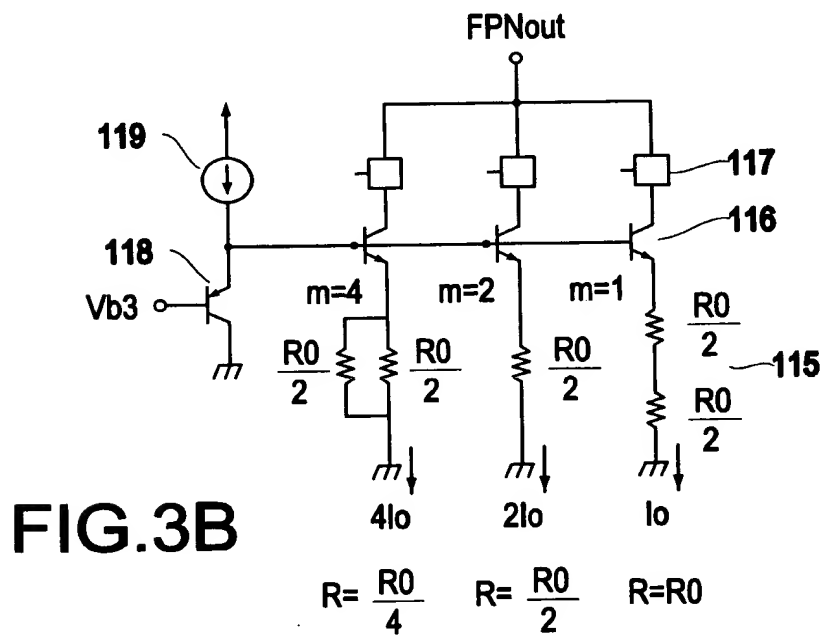 FPNout
119
117
116
118
Vb3
m=4
m=2
m=1
R0/2
R0/2
R0/2
R0/2
R0/2
115
4Io
2Io
Io
FIG.3B
R= R0/4
R= R0/2
R=R0